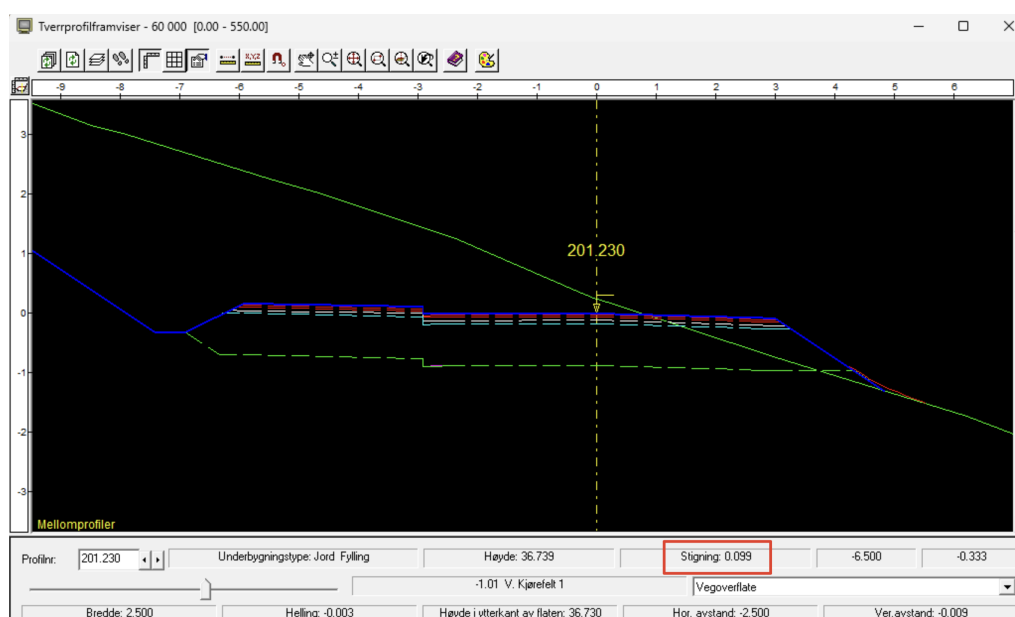 Tverrprofilframviser - 60 000 [0.00 - 550.00]
X,Y,Z
-9 -8 -7 -6 -5 -4 -3 -2 -1 0 1 2 3 4 5 6
3
2
201.230
1
0
-1
-2
-3
Mellomprofiler
Profilnr: 201.230 Underbygningstype: Jord Fylling Høyde: 36.739 Stigning: 0.099 -6.500 -0.333
-1.01 V. Kjørefelt 1 Vegoverflate
Bredde: 2.500 Helling: -0.003 Høyde i ytterkant av flaten: 36.730 Hor. avstand: -2.500 Ver.avstand: -0.009